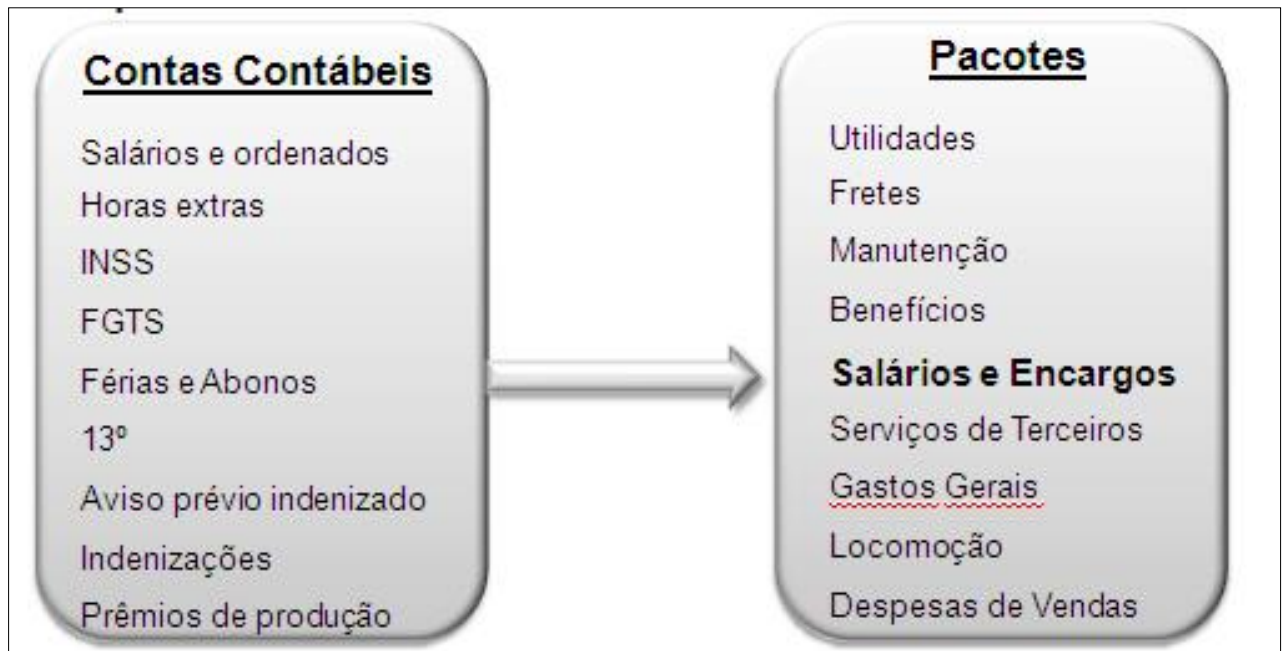 Contas Contábeis
Salários e ordenados
Horas extras
INSS
FGTS
Férias e Abonos
13º
Aviso prévio indenizado
Indenizações
Prêmios de produção
Pacotes
Utilidades
Fretes
Manutenção
Benefícios
Salários e Encargos
Serviços de Terceiros
Gastos Gerais
Locomoção
Despesas de Vendas